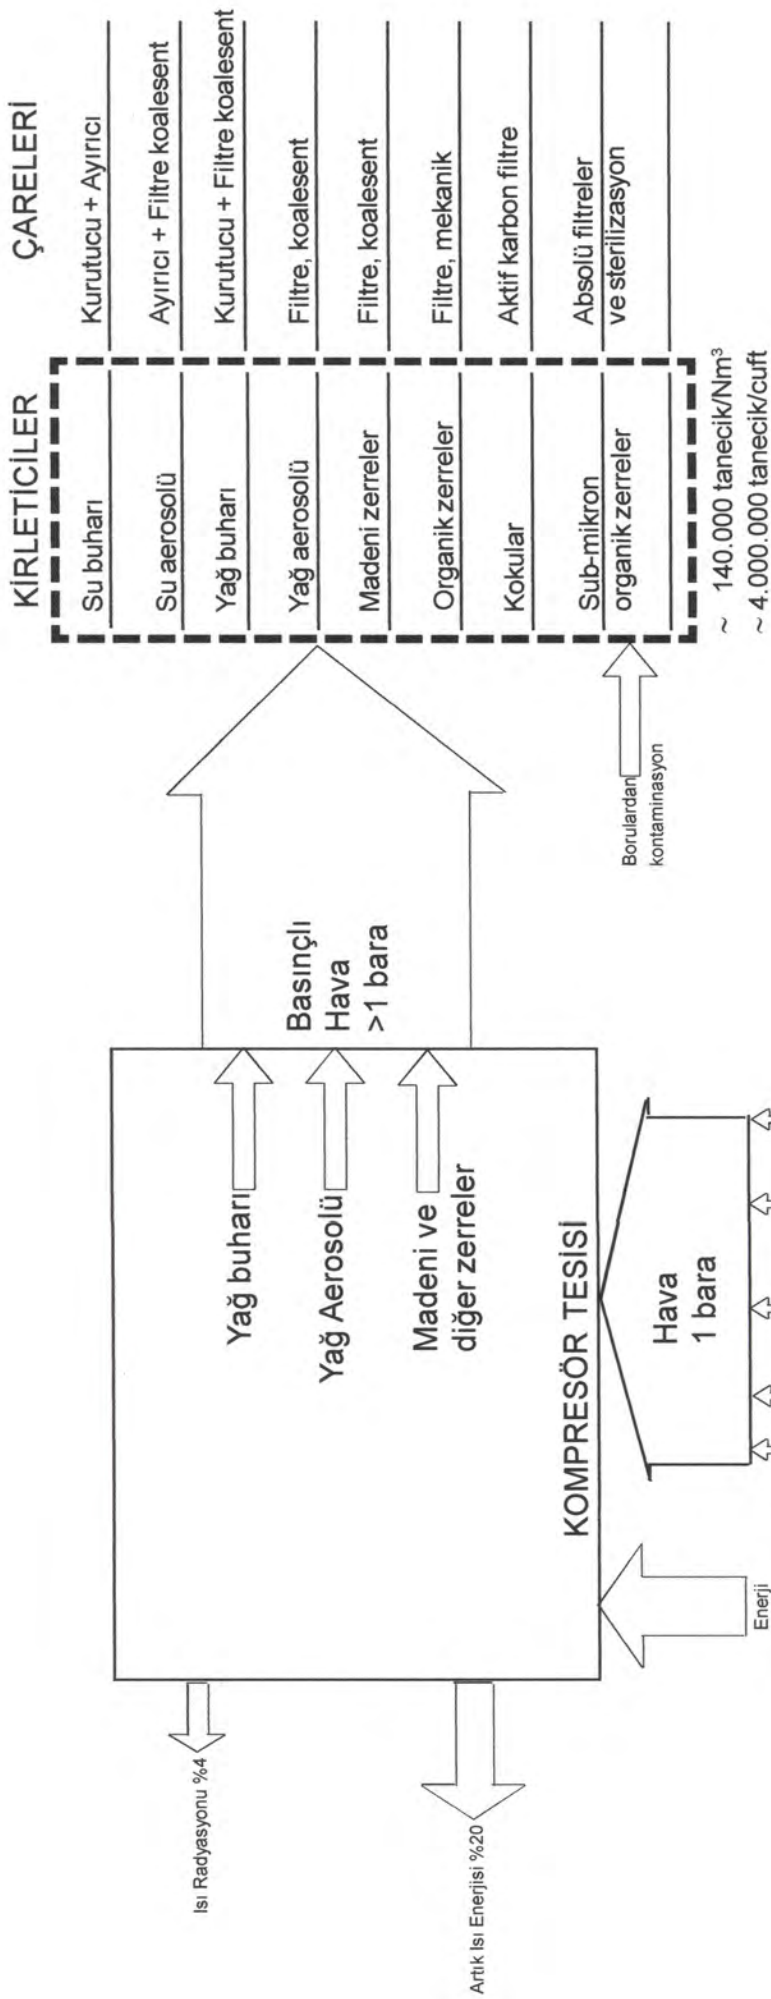 KİRLETİCİLER
ÇARELERİ
Su buharı
Kurutucu + Ayırıcı
Su aerosolü
Ayırıcı + Filtre koalesent
Yağ buharı
Kurutucu + Filtre koalesent
Yağ aerosolü
Filtre, koalesent
Madeni zerreler
Filtre, koalesent
Organik zerreler
Filtre, mekanik
Kokular
Aktif karbon filtre
Sub-mikron
organik zerreler
Absolü filtreler
ve sterilizasyon
~ 140.000 tanecik/Nm³
~ 4.000.000 tanecik/cuft
Borulardan
kontaminasyon
Basınçlı
Hava
>1 bara
Yağ buharı
Yağ Aerosolü
Madeni ve
diğer zerreler
KOMPRESÖR TESİSİ
Hava
1 bara
Enerji
Isı Radyasyonu %4
Artık Isı Enerjisi %20